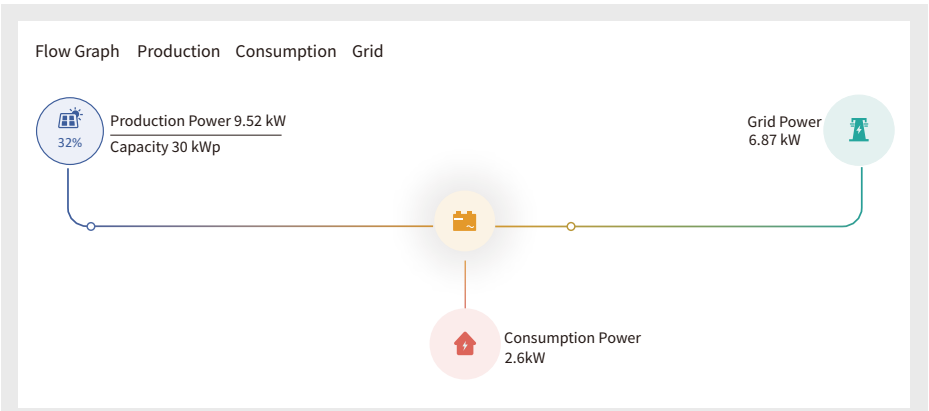 Flow Graph Production Consumption Grid
32%
Production Power 9.52 kW
Capacity 30 kWp
Grid Power
6.87 kW
Consumption Power
2.6kW